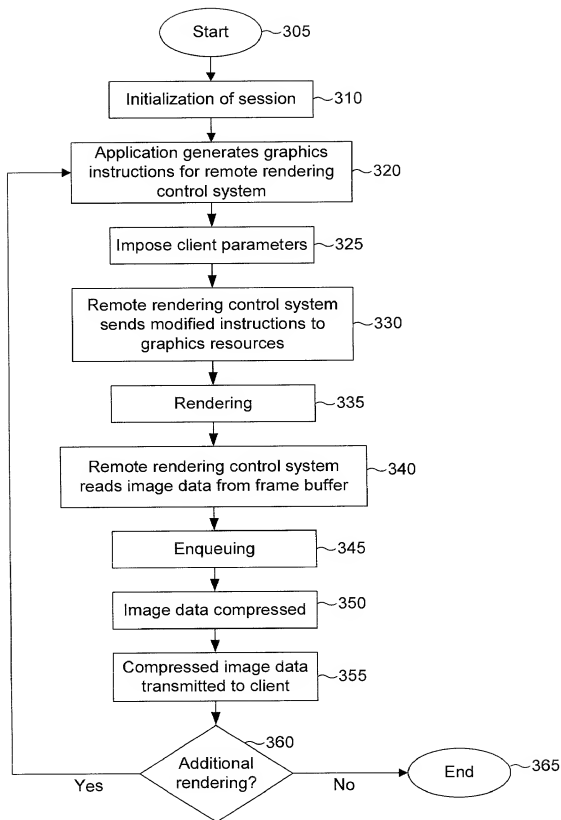 Start
305
Initialization of session
310
Application generates graphics
instructions for remote rendering
control system
320
Impose client parameters
325
Remote rendering control system
sends modified instructions to
graphics resources
330
Rendering
335
Remote rendering control system
reads image data from frame buffer
340
Enqueuing
345
Image data compressed
350
Compressed image data
transmitted to client
355
360
Additional
rendering?
Yes
No
End
365